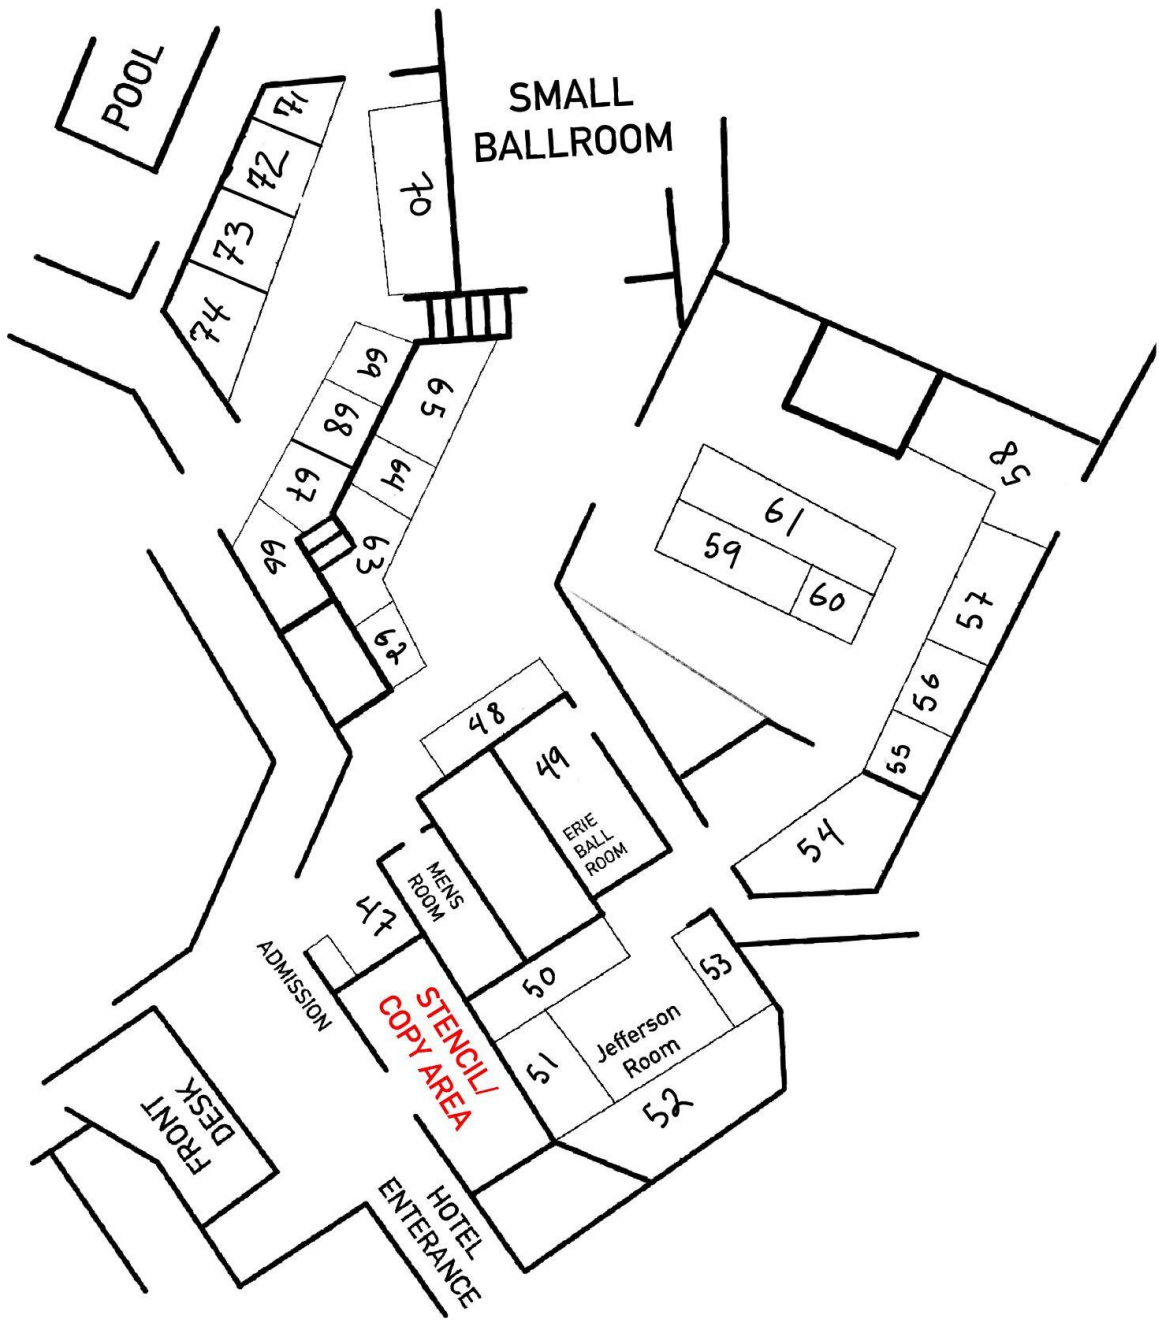 POOL
SMALL
BALLROOM
71
72
73
74
70
69
68
67
66
65
64
63
62
58
61
59
60
57
56
55
54
48
49
ERIE
BALL
ROOM
MENS
ROOM
47
ADMISSION
STENCIL/
COPY AREA
50
51
Jefferson
Room
53
52
FRONT
DESK
HOTEL
ENTERANCE